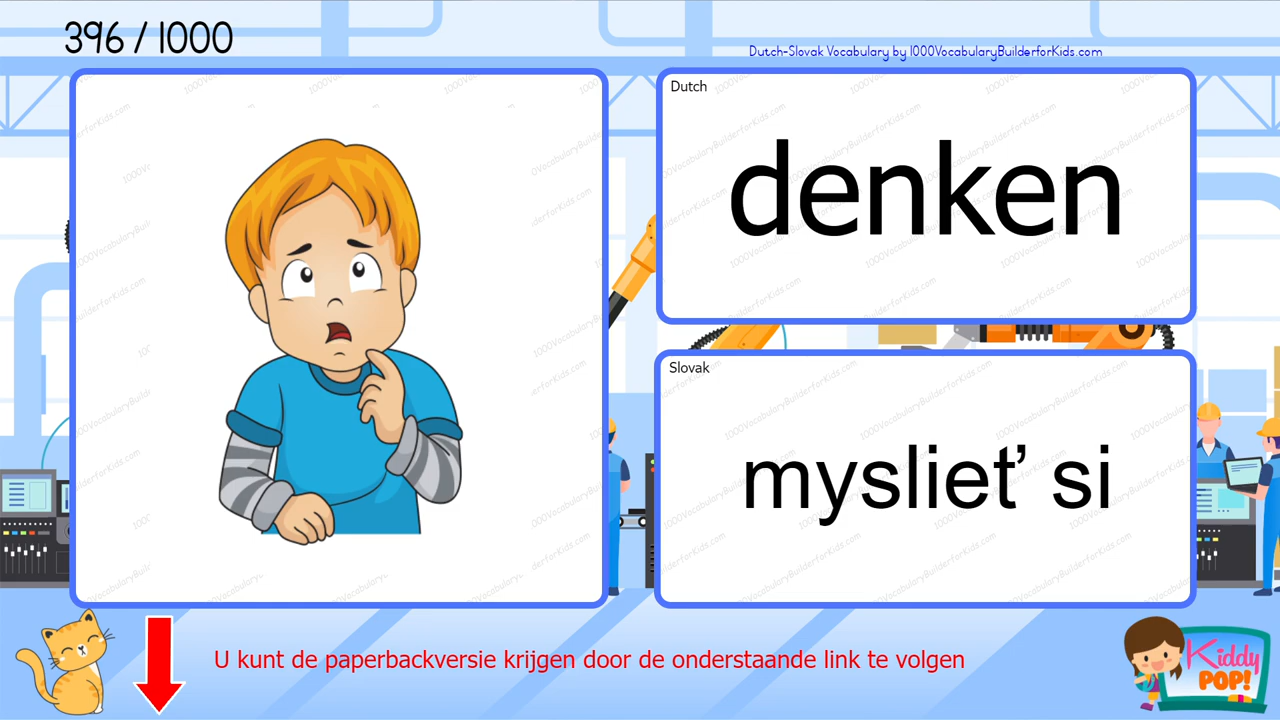 396 / 1000
Dutch-Slovak Vocabulary by 1000VocabularyBuilderforKids.com
Dutch
denken
Slovak
myslieť si
U kunt de paperbackversie krijgen door de onderstaande link te volgen
Kiddy
POP!